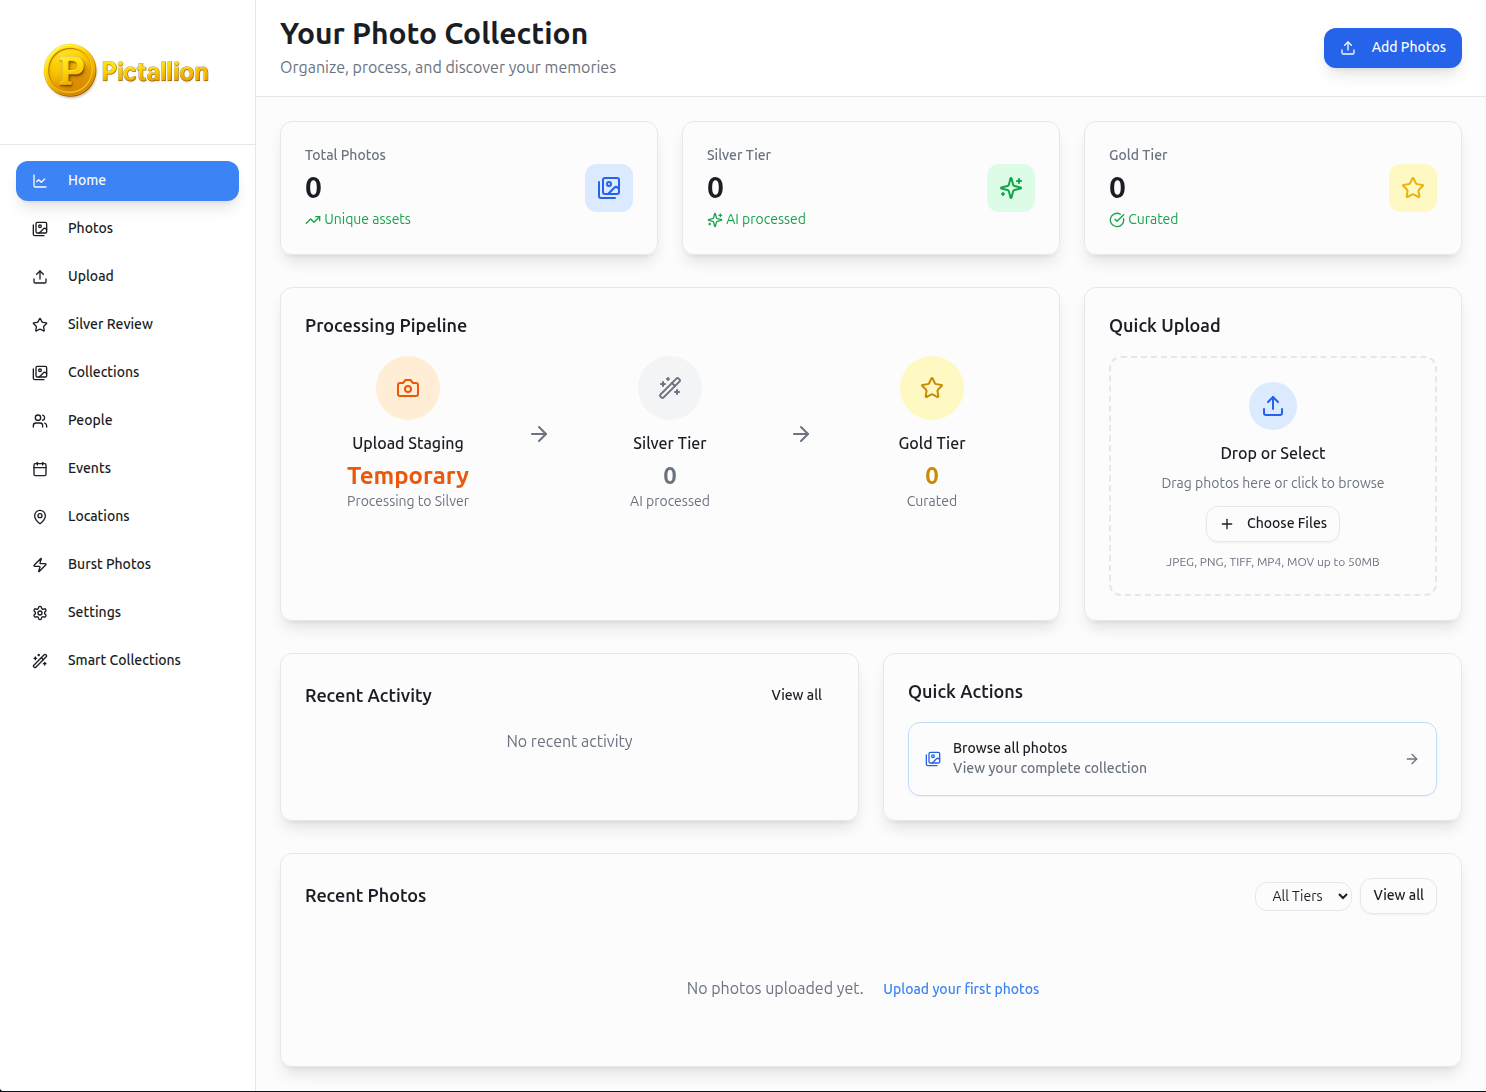 P Pictallion
Home
Photos
Upload
Silver Review
Collections
People
Events
Locations
Burst Photos
Settings
Smart Collections
Your Photo Collection
Organize, process, and discover your memories
Add Photos
Total Photos
0
Unique assets
Silver Tier
0
AI processed
Gold Tier
0
Curated
Processing Pipeline
Upload Staging
Temporary
Processing to Silver
Silver Tier
0
AI processed
Gold Tier
0
Curated
Quick Upload
Drop or Select
Drag photos here or click to browse
Choose Files
JPEG, PNG, TIFF, MP4, MOV up to 50MB
Recent Activity
View all
No recent activity
Quick Actions
Browse all photos
View your complete collection
Recent Photos
All Tiers
View all
No photos uploaded yet. Upload your first photos